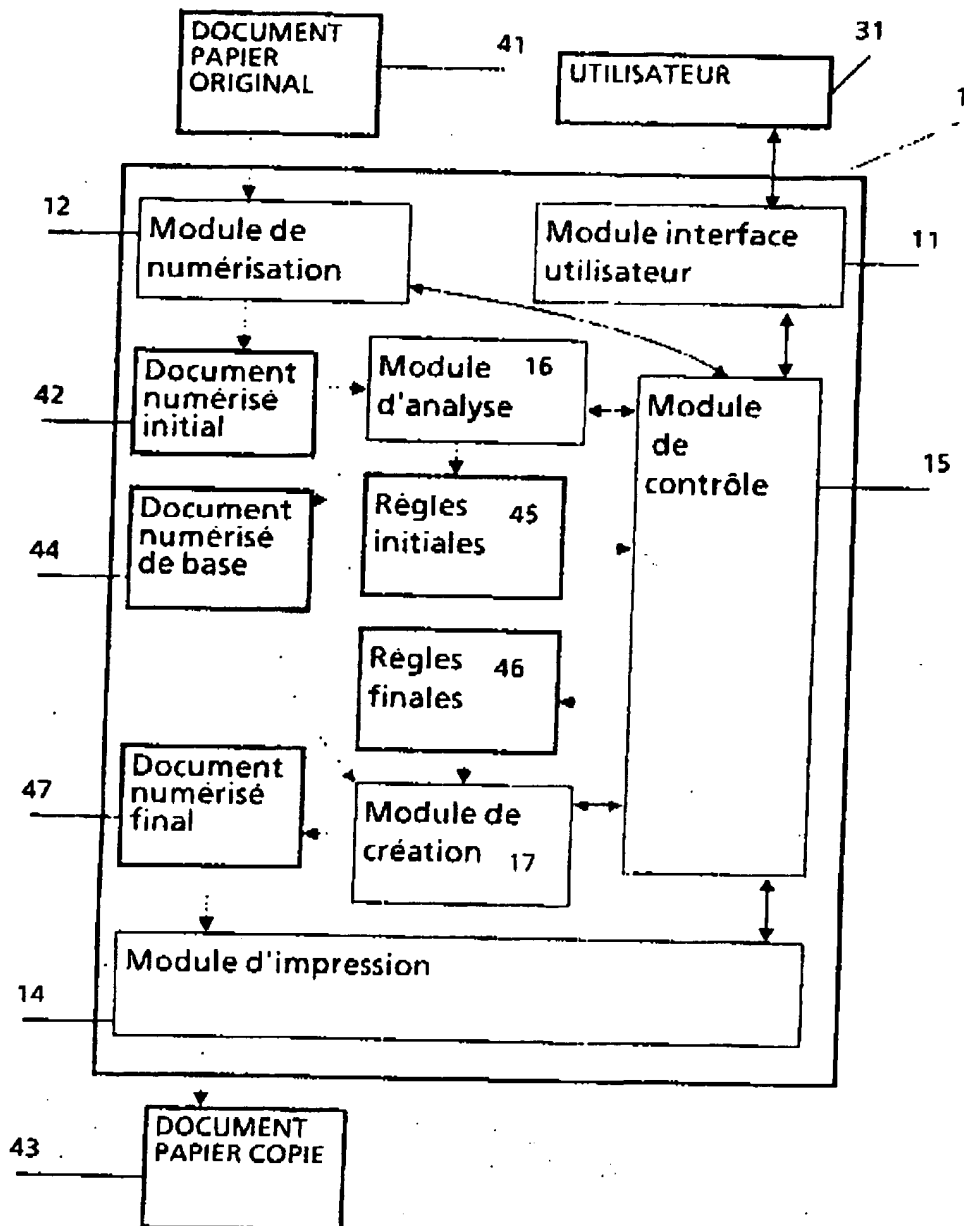 DOCUMENT
PAPIER
ORIGINAL
41
UTILISATEUR
31
1
12
Module de
numérisation
Module interface
utilisateur
11
42
Document
numérisé
initial
Module 16
d'analyse
Module
de
contrôle
15
44
Document
numérisé
de base
Règles 45
initiales
Règles 46
finales
47
Document
numérisé
final
Module de
création 17
Module d'impression
14
43
DOCUMENT
PAPIER COPIE